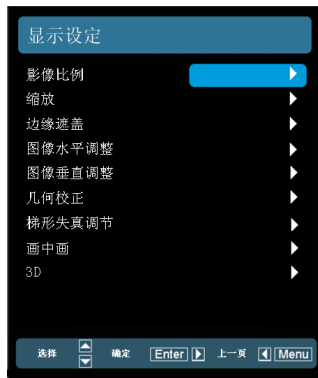 显示设定
影像比例
缩放
边缘遮盖
图像水平调整
图像垂直调整
几何校正
梯形失真调节
画中画
3D
选择 确定 Enter 上一页 Menu